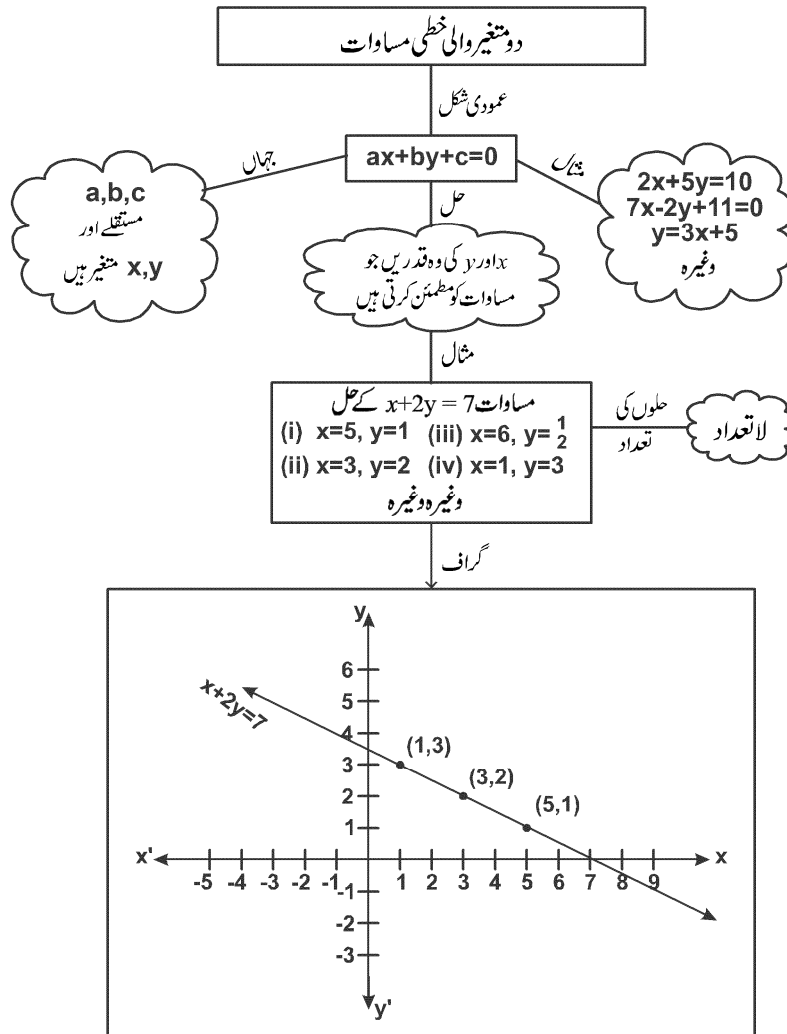 دو متغیر والی خطی مساوات
عمودی شکل
ax+by+c=0
جہاں
a,b,c
مستقلے اور
x,y متغیر ہیں
مثالیں
2x+5y=10
7x-2y+11=0
y=3x+5
وغیرہ
حل
x اور y کی وہ قدریں جو
مساوات کو مطمئن کرتی ہیں
مثال
مساوات x+2y = 7 کے حل
(i) x=5, y=1 (iii) x=6, y=1/2
(ii) x=3, y=2 (iv) x=1, y=3
وغیرہ وغیرہ
حلوں کی
تعداد
لا تعداد
گراف
y
6
5
4
3
2
1
x+2y=7
(1,3)
(3,2)
(5,1)
x'
x
-5 -4 -3 -2 -1 1 2 3 4 5 6 7 8 9
-1
-2
-3
y'